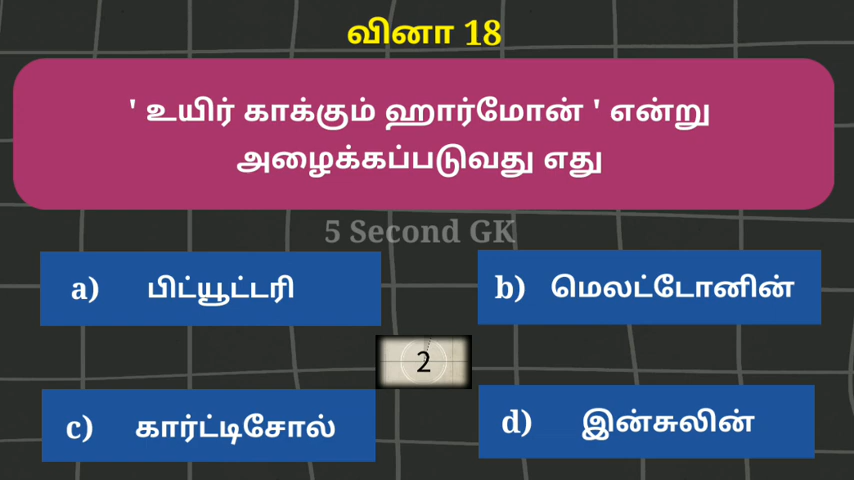 வினா 18
' உயிர் காக்கும் ஹார்மோன் ' என்று
அழைக்கப்படுவது எது
5 Second GK
a) பிட்யூட்டரி
b) மெலட்டோனின்
2
c) கார்ட்டிசோல்
d) இன்சுலின்